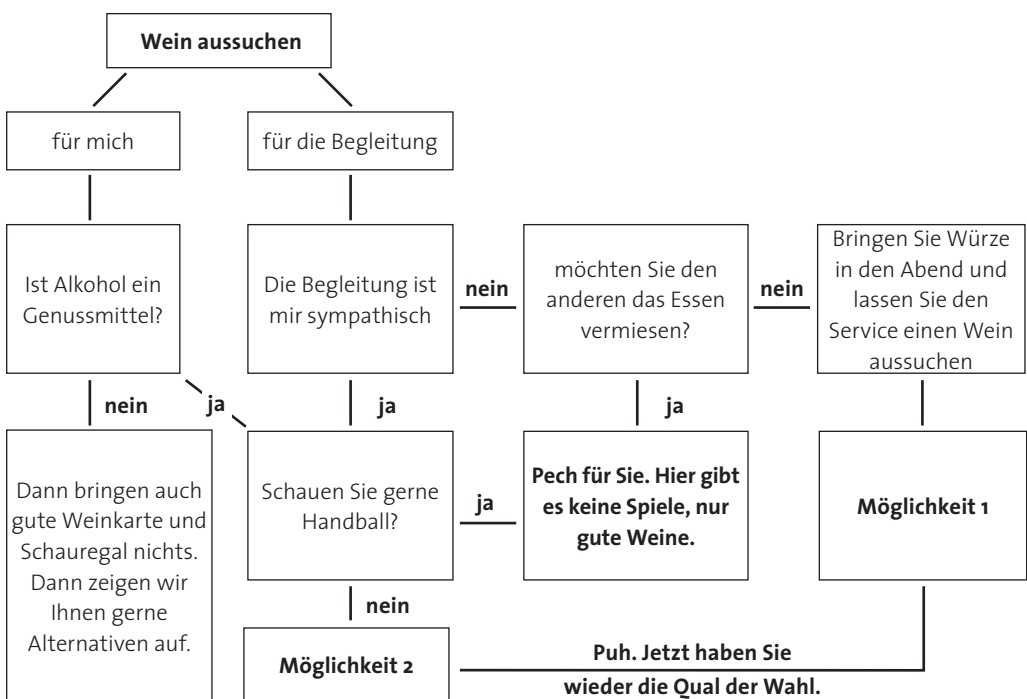 Wein aussuchen
für mich
für die Begleitung
Ist Alkohol ein
Genussmittel?
Die Begleitung ist
mir sympathisch
nein
möchten Sie den
anderen das Essen
vermiesen?
nein
Bringen Sie Würze
in den Abend und
lassen Sie den
Service einen Wein
aussuchen
nein
ja
ja
ja
Dann bringen auch
gute Weinkarte und
Schauregal nichts.
Dann zeigen wir
Ihnen gerne
Alternativen auf.
Schauen Sie gerne
Handball?
ja
Pech für Sie. Hier gibt
es keine Spiele, nur
gute Weine.
Möglichkeit 1
nein
Möglichkeit 2
Puh. Jetzt haben Sie
wieder die Qual der Wahl.